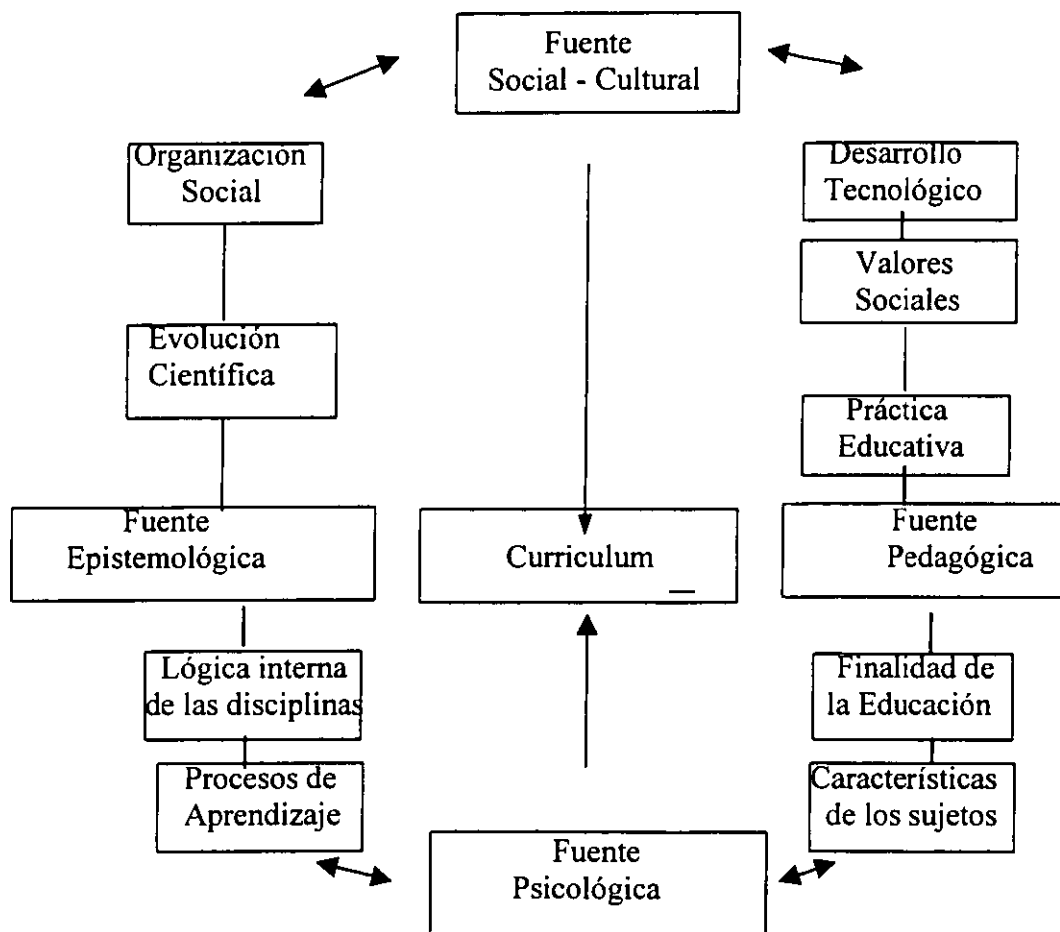 Fuente
Social - Cultural
Organización
Social
Desarrollo
Tecnológico
Valores
Sociales
Evolución
Científica
Práctica
Educativa
Fuente
Epistemológica
Curriculum
Fuente
Pedagógica
Lógica interna
de las disciplinas
Finalidad de
la Educación
Procesos de
Aprendizaje
Características
de los sujetos
Fuente
Psicológica